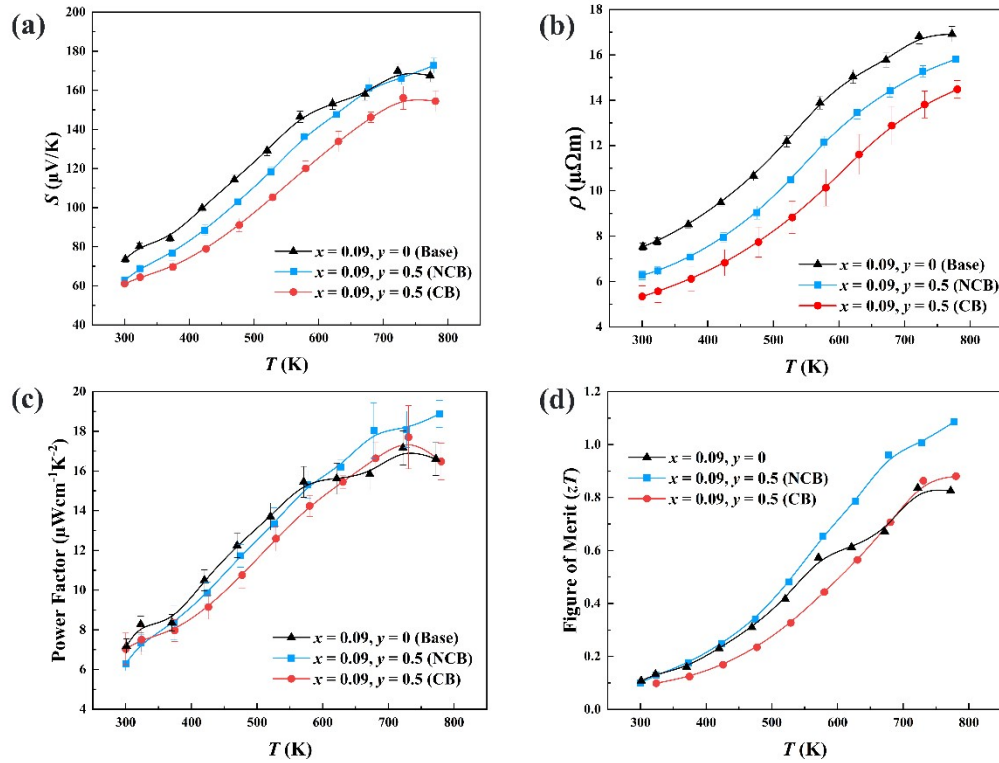 (a)
180
160
140
120
100
80
60
40
S (µV/K)
300 400 500 600 700 800
T (K)
x = 0.09, y = 0 (Base)
x = 0.09, y = 0.5 (NCB)
x = 0.09, y = 0.5 (CB)
(b)
16
14
12
10
8
6
4
ρ (µΩm)
300 400 500 600 700 800
T (K)
x = 0.09, y = 0 (Base)
x = 0.09, y = 0.5 (NCB)
x = 0.09, y = 0.5 (CB)
(c)
20
18
16
14
12
10
8
6
4
Power Factor (µWcm⁻¹K⁻²)
300 400 500 600 700 800
T (K)
x = 0.09, y = 0 (Base)
x = 0.09, y = 0.5 (NCB)
x = 0.09, y = 0.5 (CB)
(d)
1.2
1.0
0.8
0.6
0.4
0.2
0.0
Figure of Merit (zT)
300 400 500 600 700 800
T (K)
x = 0.09, y = 0
x = 0.09, y = 0.5 (NCB)
x = 0.09, y = 0.5 (CB)